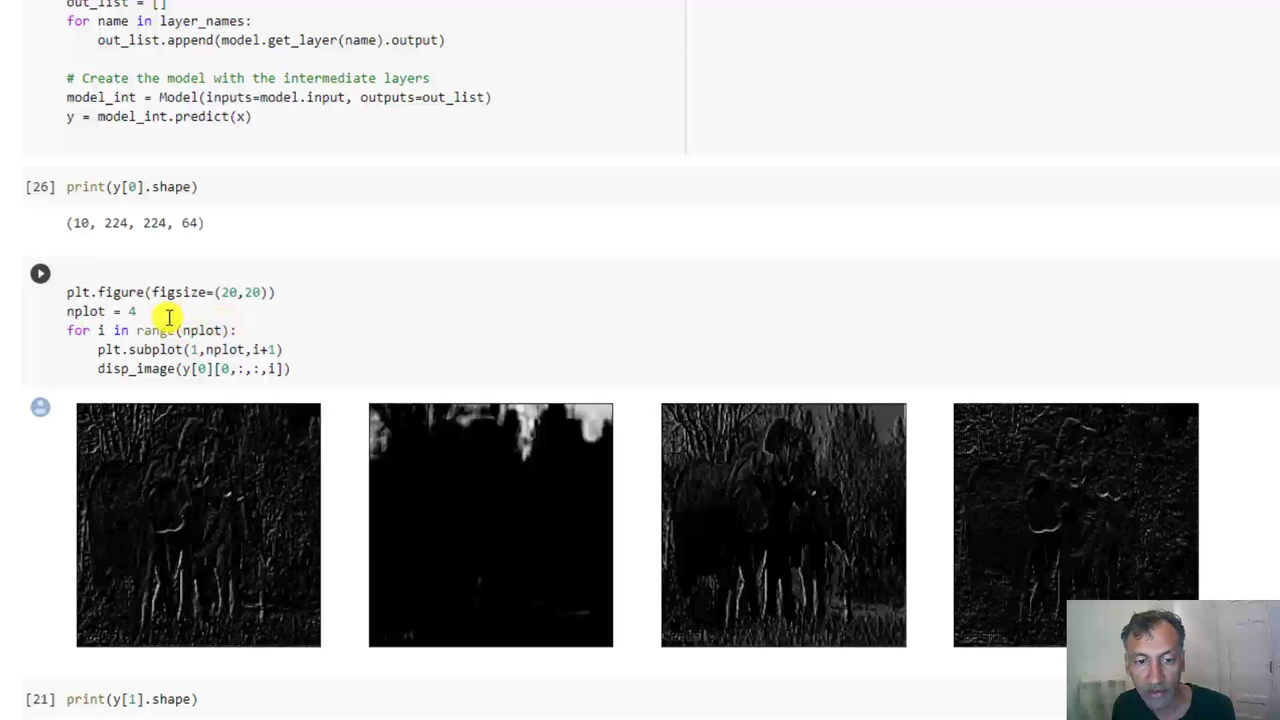 out_list = []
for name in layer_names:
out_list.append(model.get_layer(name).output)
# Create the model with the intermediate layers
model_int = Model(inputs=model.input, outputs=out_list)
y = model_int.predict(x)
[26] print(y[0].shape)
(10, 224, 224, 64)
plt.figure(figsize=(20,20))
nplot = 4
for i in range(nplot):
plt.subplot(1,nplot,i+1)
disp_image(y[0][0,:,:,i])
[21] print(y[1].shape)